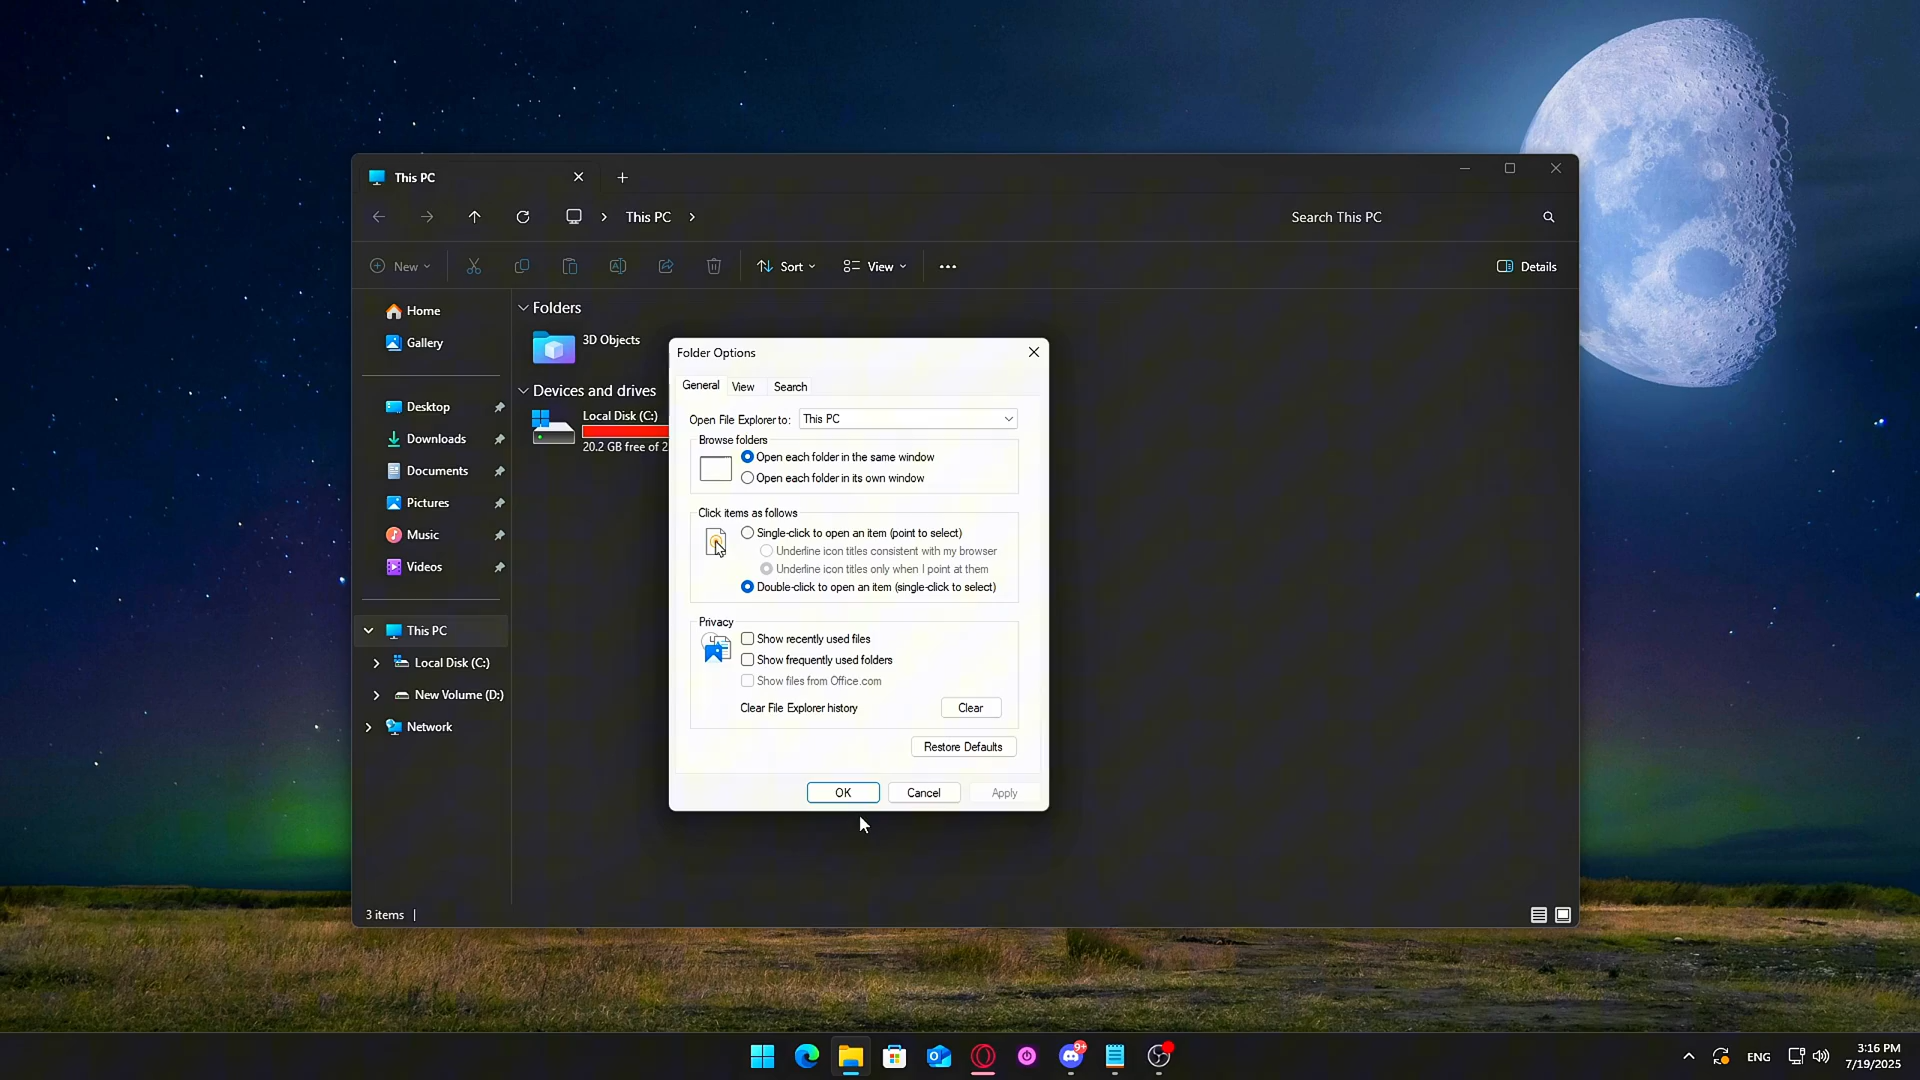 This PC
This PC
Search This PC
New
Sort
View
Details
Home
Gallery
Desktop
Downloads
Documents
Pictures
Music
Videos
This PC
Local Disk (C:)
New Volume (D:)
Network
Folders
3D Objects
Devices and drives
Local Disk (C:)
20.2 GB free of 2
Folder Options
General
View
Search
Open File Explorer to:
This PC
Browse folders
Open each folder in the same window
Open each folder in its own window
Click items as follows
Single-click to open an item (point to select)
Underline icon titles consistent with my browser
Underline icon titles only when I point at them
Double-click to open an item (single-click to select)
Privacy
Show recently used files
Show frequently used folders
Show files from Office.com
Clear File Explorer history
Clear
Restore Defaults
OK
Cancel
Apply
3 items
9+
ENG
3:16 PM
7/19/2025